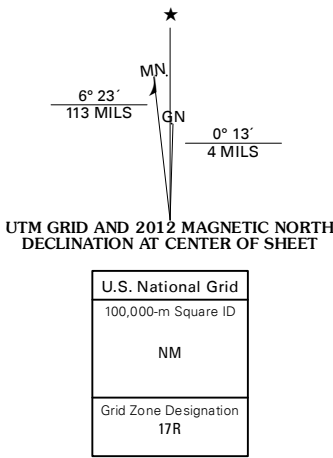 ★
MN
GN
6° 23´
113 MILS
0° 13´
4 MILS
UTM GRID AND 2012 MAGNETIC NORTH
DECLINATION AT CENTER OF SHEET
U.S. National Grid
100,000-m Square ID
NM
Grid Zone Designation
17R